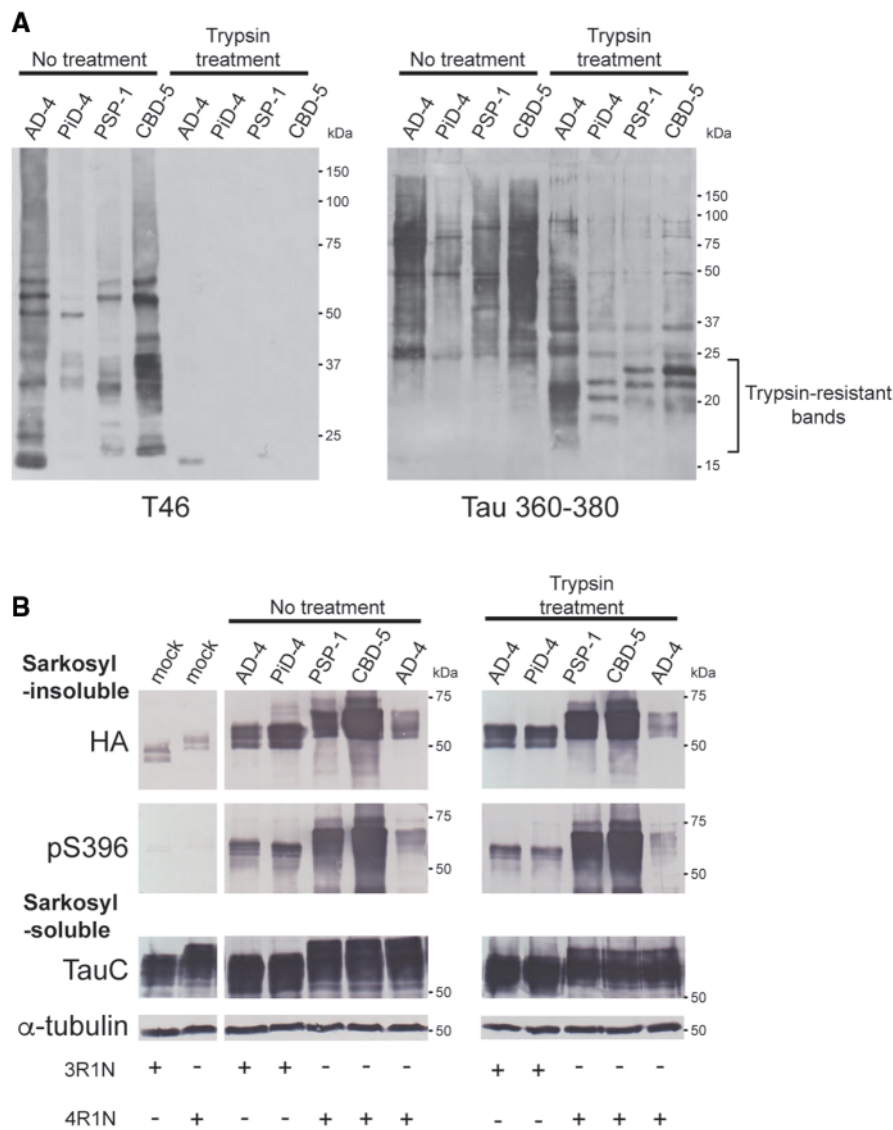 A
No treatment
Trypsin
treatment
AD-4 PiD-4 PSP-1 CBD-5 AD-4 PiD-4 PSP-1 CBD-5
kDa
150
100
75
50
37
25
T46
No treatment
Trypsin
treatment
AD-4 PiD-4 PSP-1 CBD-5 AD-4 PiD-4 PSP-1 CBD-5
kDa
150
100
75
50
37
25
20
15
Trypsin-resistant
bands
Tau 360-380
B
No treatment
Trypsin
treatment
mock mock AD-4 PiD-4 PSP-1 CBD-5 AD-4 kDa AD-4 PiD-4 PSP-1 CBD-5 AD-4 kDa
Sarkosyl
-insoluble
HA
75
50
75
50
pS396
75
50
75
50
Sarkosyl
-soluble
TauC
50
50
α-tubulin
50
50
3R1N + - + + - - - + + - - -
4R1N - + - - + + + - - + + +